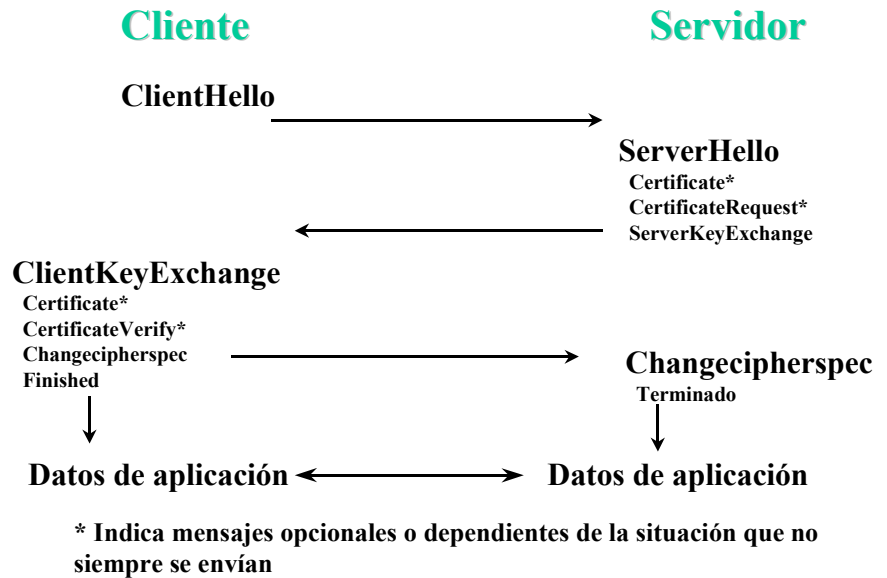 Cliente
Servidor
ClientHello
ServerHello
Certificate*
CertificateRequest*
ServerKeyExchange
ClientKeyExchange
Certificate*
CertificateVerify*
Changecipherspec
Finished
Changecipherspec
Terminado
Datos de aplicación
Datos de aplicación
* Indica mensajes opcionales o dependientes de la situación que no
siempre se envían